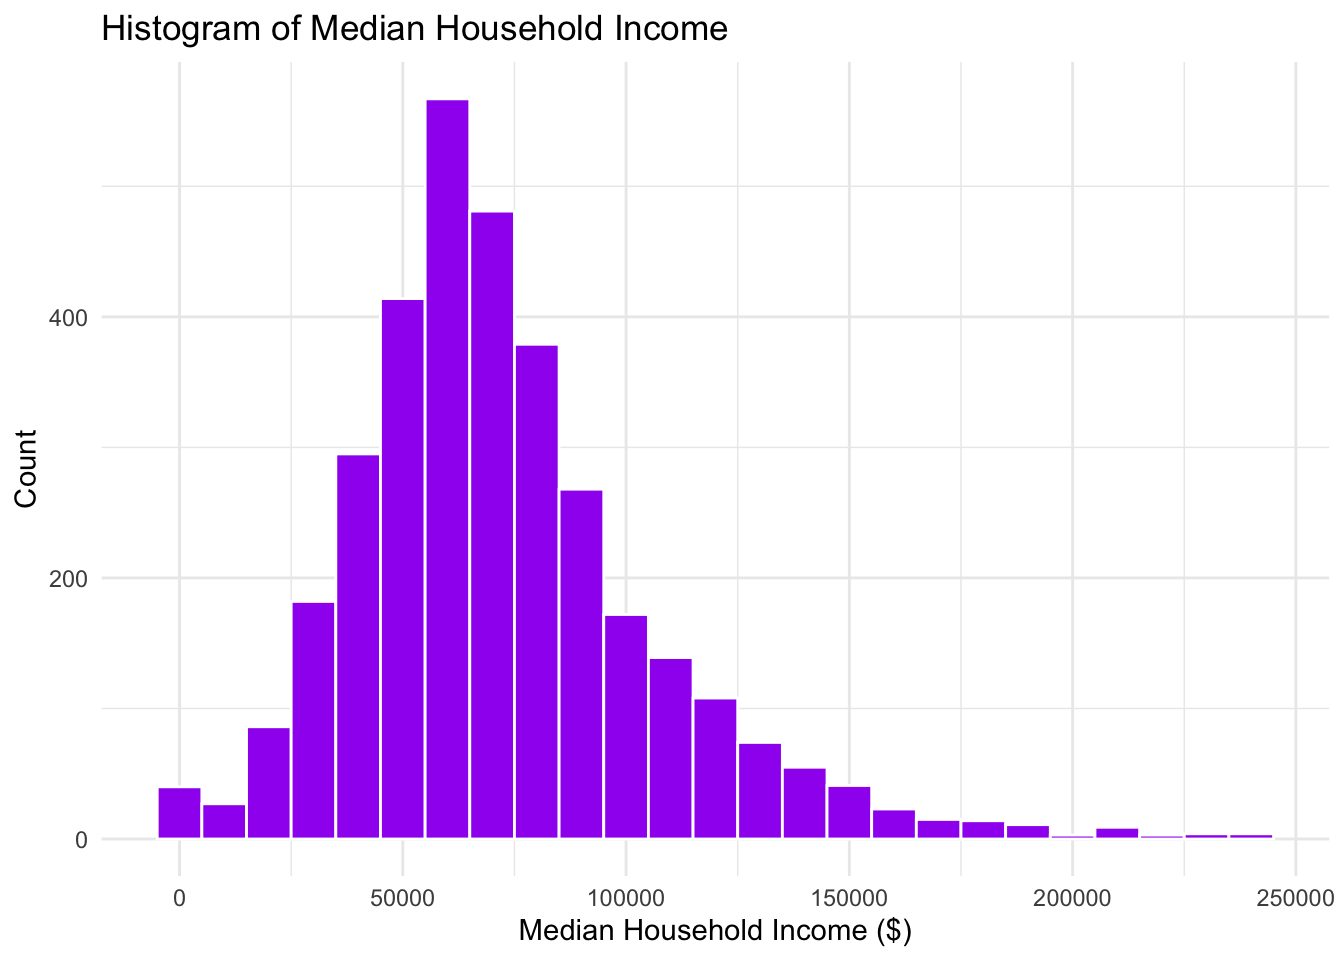 Histogram of Median Household Income
Count
400
200
0
0 50000 100000 150000 200000 250000
Median Household Income ($)